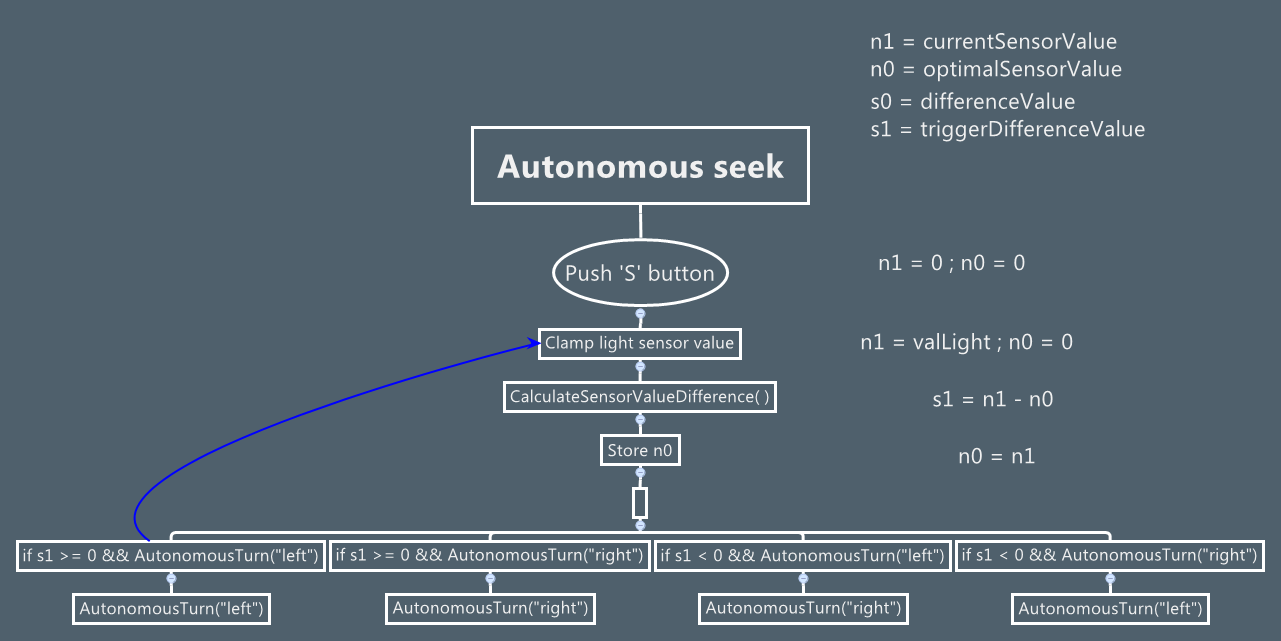 n1 = currentSensorValue
n0 = optimalSensorValue
s0 = differenceValue
s1 = triggerDifferenceValue
Autonomous seek
Push 'S' button
n1 = 0 ; n0 = 0
Clamp light sensor value
n1 = valLight ; n0 = 0
CalculateSensorValueDifference( )
s1 = n1 - n0
Store n0
n0 = n1
if s1 >= 0 && AutonomousTurn("left")
if s1 >= 0 && AutonomousTurn("right")
if s1 < 0 && AutonomousTurn("left")
if s1 < 0 && AutonomousTurn("right")
AutonomousTurn("left")
AutonomousTurn("right")
AutonomousTurn("right")
AutonomousTurn("left")